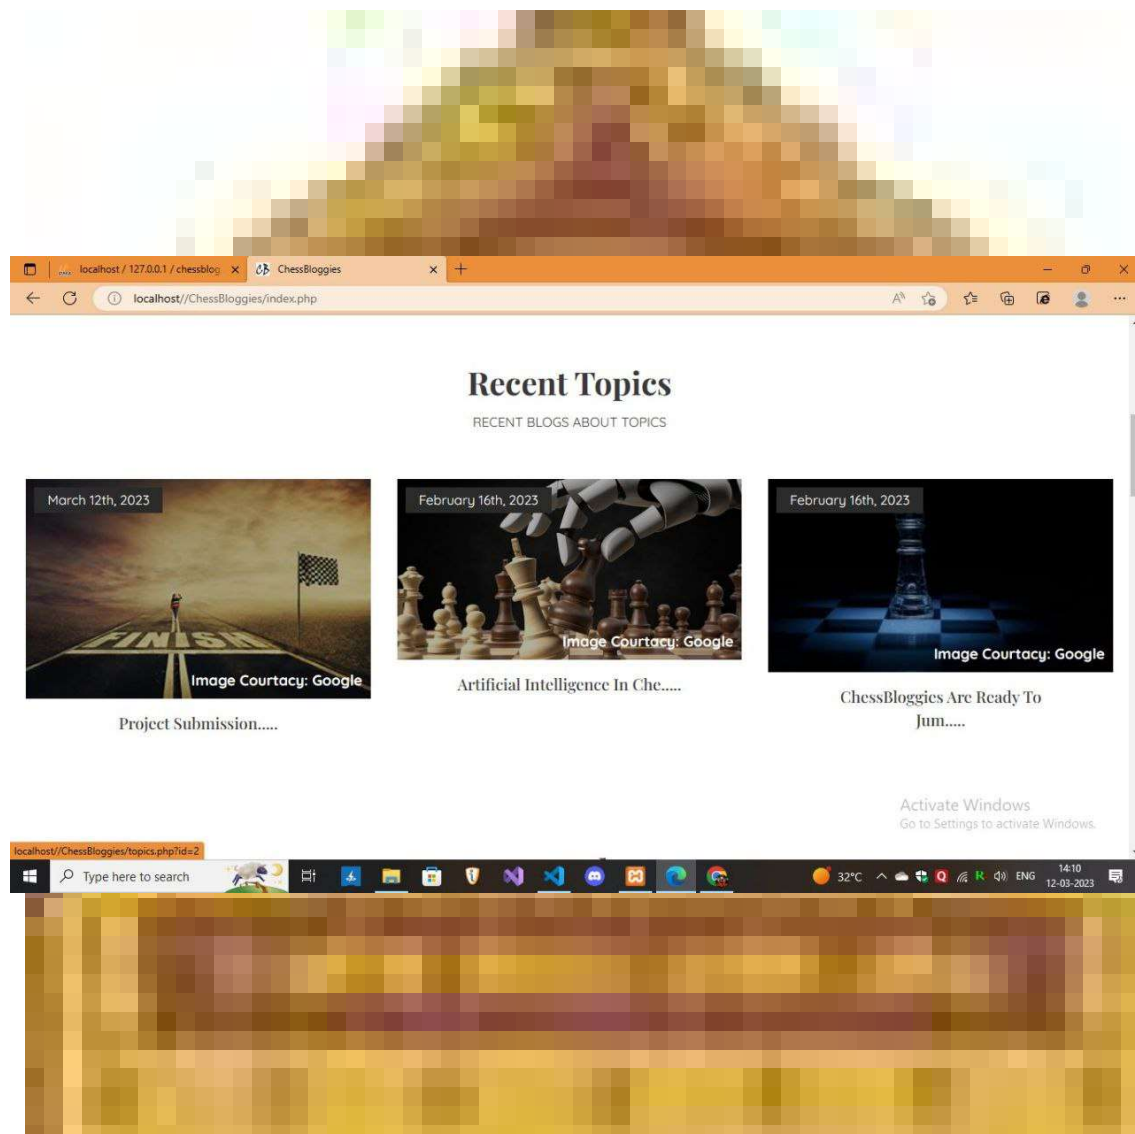 localhost / 127.0.0.1 / chessblog
ChessBloggies
localhost//ChessBloggies/index.php
Recent Topics
RECENT BLOGS ABOUT TOPICS
March 12th, 2023
February 16th, 2023
February 16th, 2023
FINISH
Image Courtacy: Google
Image Courtacy: Google
Image Courtacy: Google
Project Submission.....
Artificial Intelligence In Che.....
ChessBloggies Are Ready To
Jum.....
Activate Windows
Go to Settings to activate Windows.
localhost//ChessBloggies/topics.php?id=2
Type here to search
32°C
ENG
14:10
12-03-2023